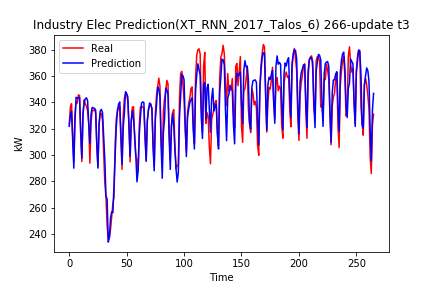 Industry Elec Prediction(XT_RNN_2017_Talos_6) 266-update t3
Real
Prediction
kW
380
360
340
320
300
280
260
240
0 50 100 150 200 250
Time